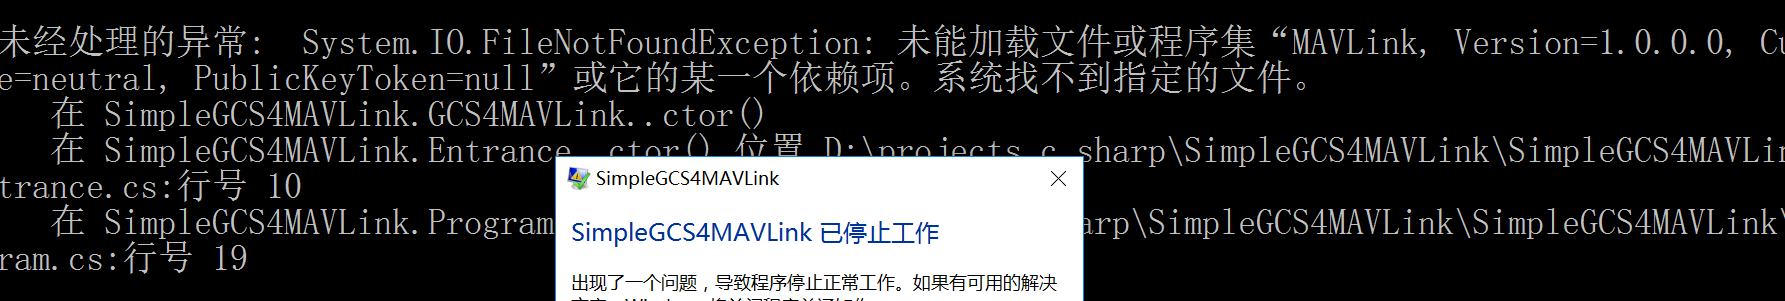 未经处理的异常: System.IO.FileNotFoundException: 未能加载文件或程序集“MAVLink, Version=1.0.0.0, Cu
e=neutral, PublicKeyToken=null”或它的某一个依赖项。系统找不到指定的文件。
在 SimpleGCS4MAVLink.GCS4MAVLink..ctor()
在 SimpleGCS4MAVLink.Entrance..ctor() 位置 D:\projects_c_sharp\SimpleGCS4MAVLink\SimpleGCS4MAVLin
trance.cs:行号 10
在 SimpleGCS4MAVLink.Program
arp\SimpleGCS4MAVLink\SimpleGCS4MAVLink\
ram.cs:行号 19
SimpleGCS4MAVLink
SimpleGCS4MAVLink 已停止工作
出现了一个问题，导致程序停止正常工作。如果有可用的解决